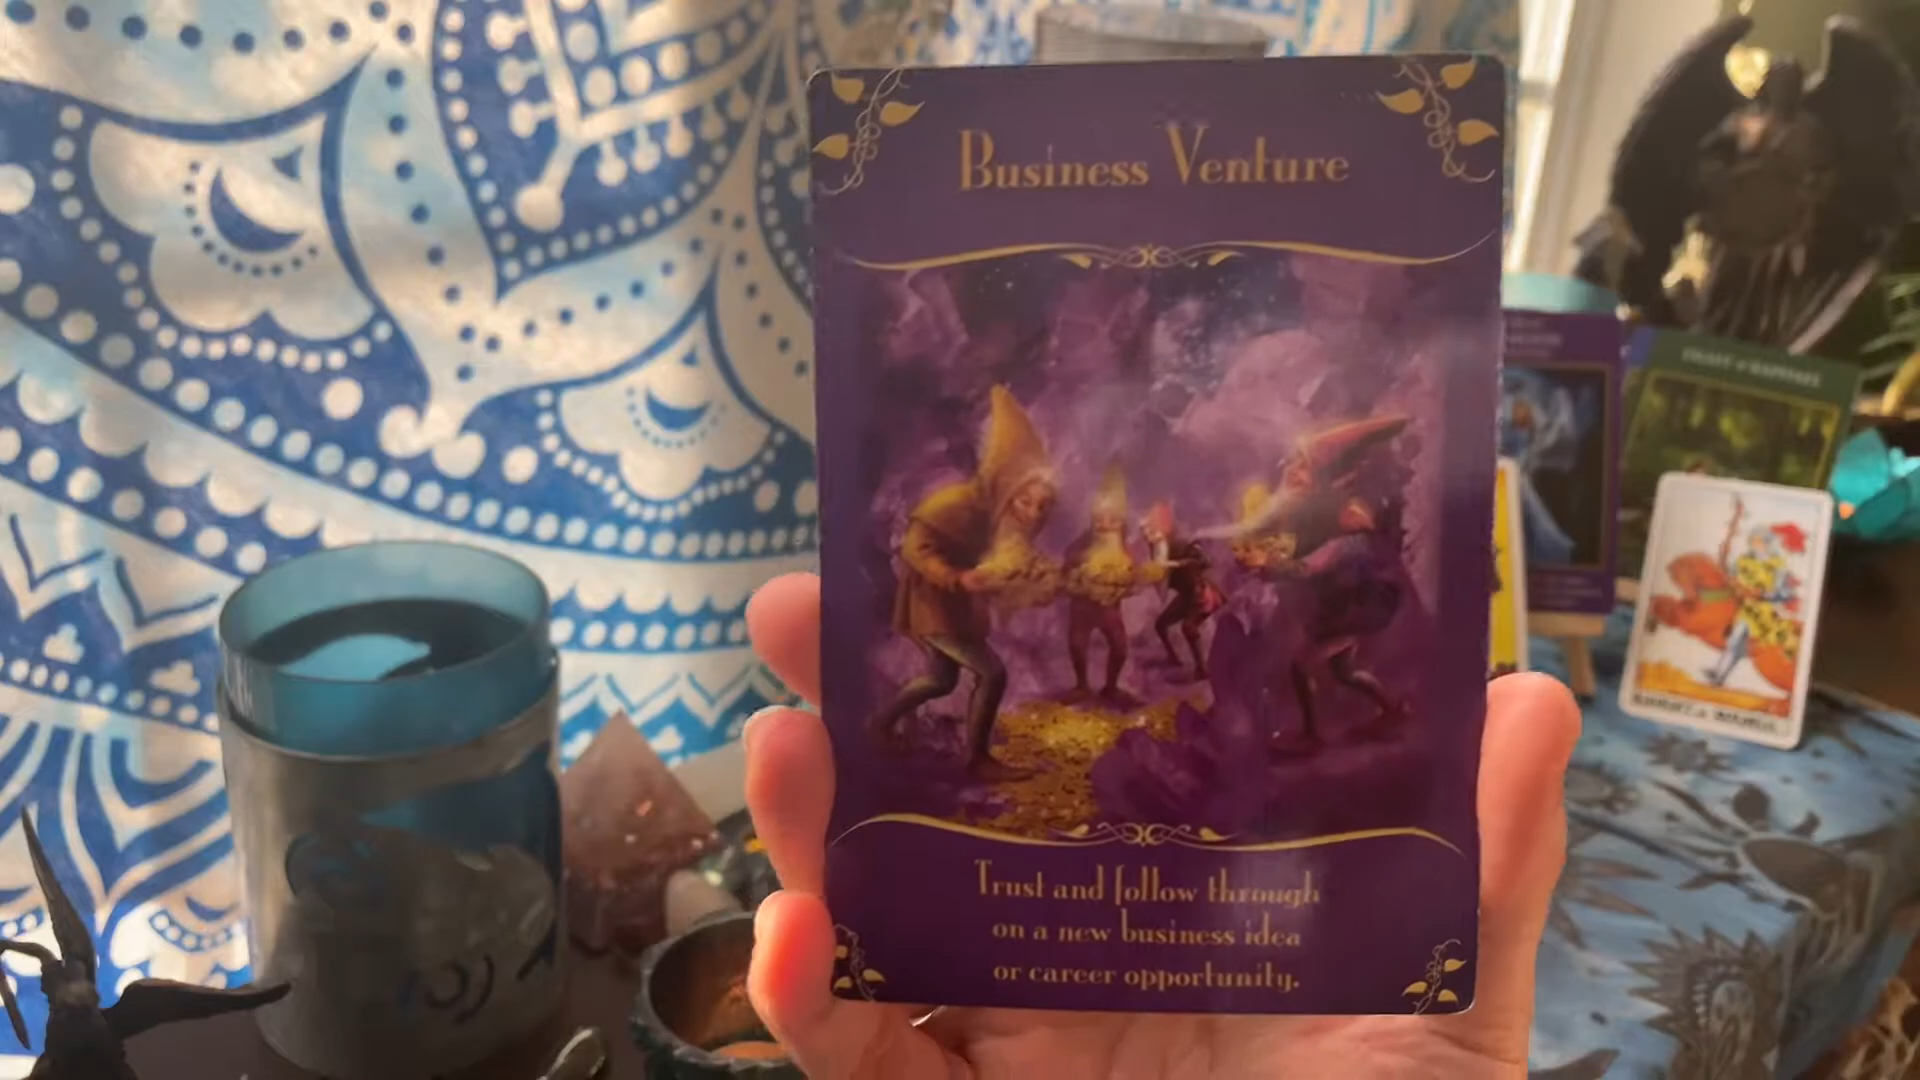 Business Venture
Trust and follow through
on a new business idea
or career opportunity.